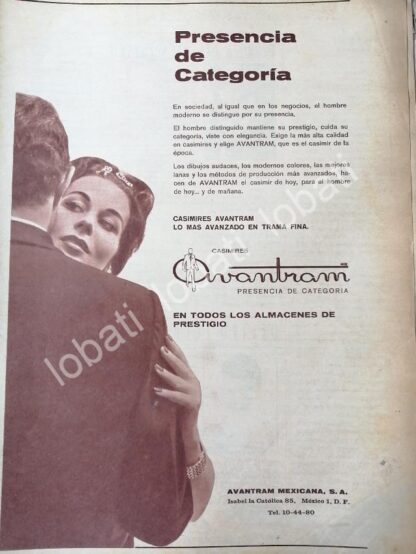 Presencia
de
Categoría
En sociedad, al igual que en los negocios, el hombre
moderno se distingue por su presencia.
El hombre distinguido mantiene su prestigio, cuida su
categoría, viste con elegancia. Exige la más alta calidad
en casimires y elige AVANTRAM, que es el casimir de la
época.
Los dibujos audaces, los modernos colores, las mejores
lanas y los métodos de producción más avanzados, ha-
cen de AVANTRAM el casimir de hoy, para el hombre
de hoy... y de mañana.
CASIMIRES AVANTRAM
LO MAS AVANZADO EN TRAMA FINA.
CASIMIRES
Avantram
PRESENCIA DE CATEGORIA
EN TODOS LOS ALMACENES DE
PRESTIGIO
lobati lobati lobati
AVANTRAM MEXICANA, S. A.
Isabel la Católica 85, México 1, D. F.
Tel. 10-44-80